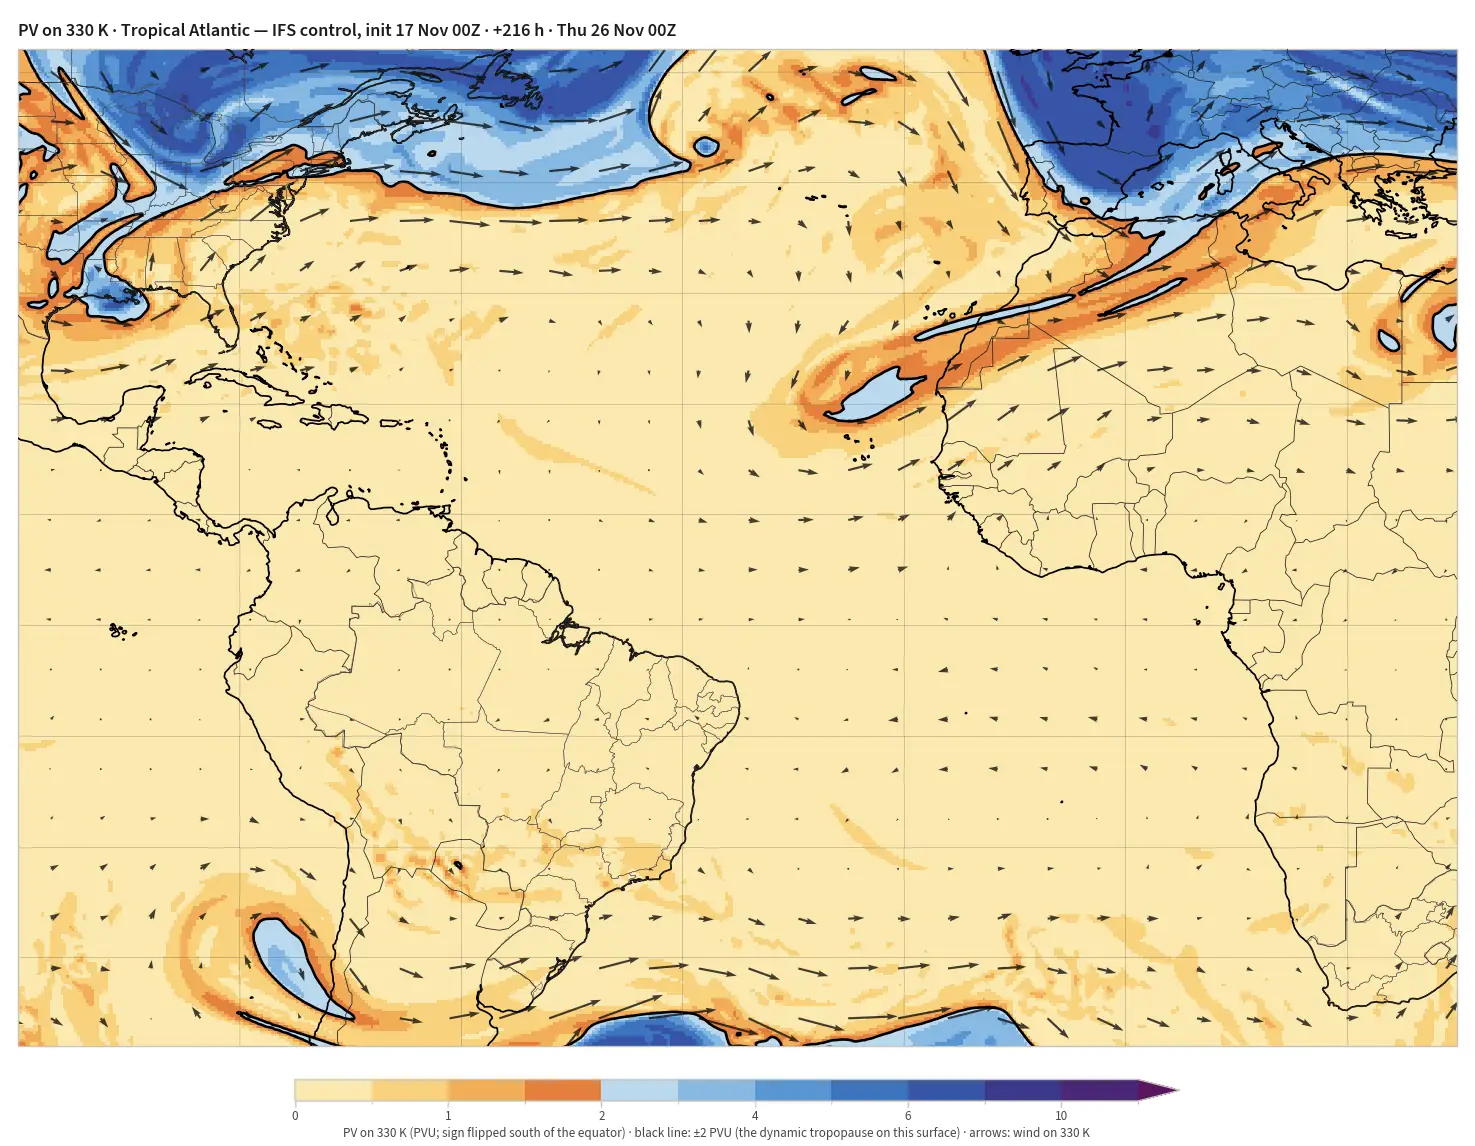 PV on 330 K · Tropical Atlantic — IFS control, init 17 Nov 00Z · +216 h · Thu 26 Nov 00Z
0 1 2 4 6 8 10
PV on 330 K (PVU; sign flipped south of the equator) · black line: ±2 PVU (the dynamic tropopause on this surface) · arrows: wind on 330 K